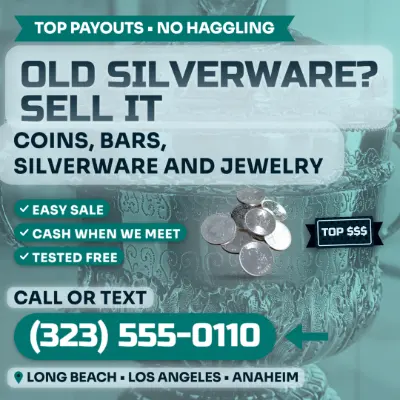 TOP PAYOUTS • NO HAGGLING
OLD SILVERWARE?
SELL IT
COINS, BARS,
SILVERWARE AND JEWELRY
✓ EASY SALE
✓ CASH WHEN WE MEET
✓ TESTED FREE
TOP $$$
CALL OR TEXT
(323) 555-0110
LONG BEACH • LOS ANGELES • ANAHEIM